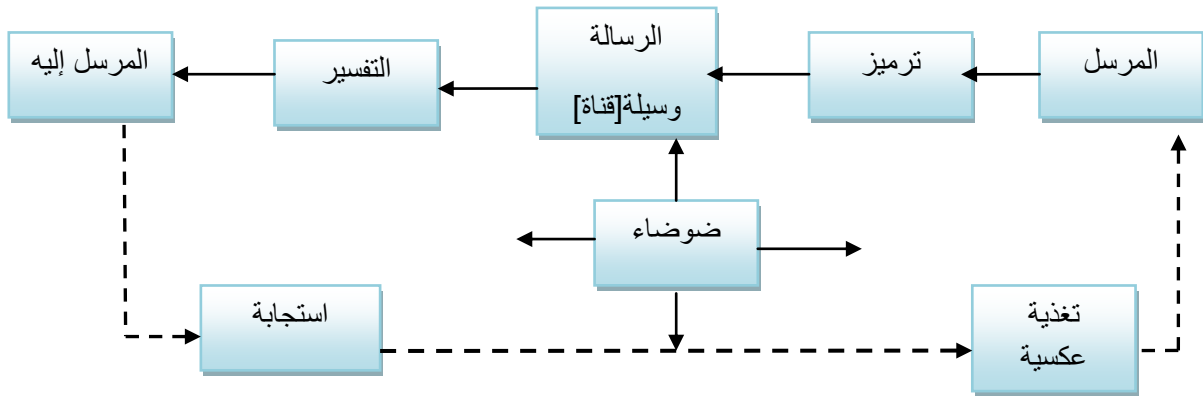 المرسل
ترميز
الرسالة
وسيلة[قناة]
التفسير
المرسل إليه
ضوضاء
استجابة
تغذية
عكسية